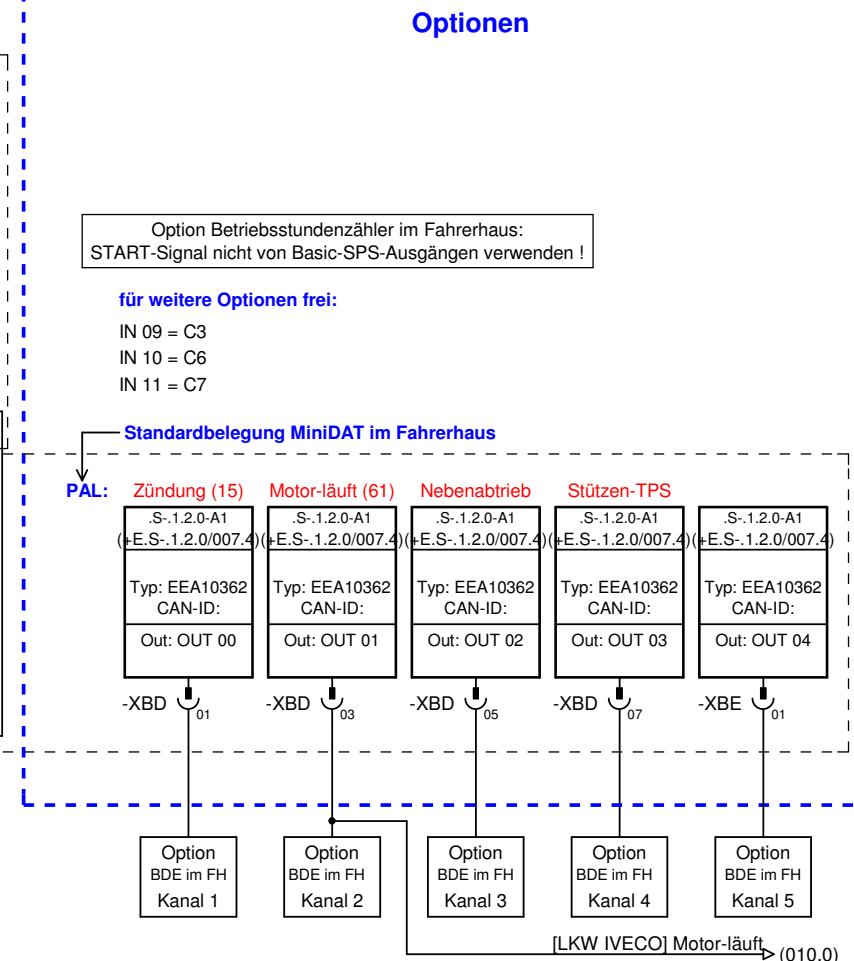 Optionen
Option Betriebsstundenzähler im Fahrerhaus:
START-Signal nicht von Basic-SPS-Ausgängen verwenden !
für weitere Optionen frei:
IN 09 = C3
IN 10 = C6
IN 11 = C7
Standardbelegung MiniDAT im Fahrerhaus
PAL: Zündung (15) Motor-läuft (61) Nebenabtrieb Stützen-TPS
.S-.1.2.0-A1 .S-.1.2.0-A1 .S-.1.2.0-A1 .S-.1.2.0-A1 .S-.1.2.0-A1
(+E.S-.1.2.0/007.4) (+E.S-.1.2.0/007.4) (+E.S-.1.2.0/007.4) (+E.S-.1.2.0/007.4) (+E.S-.1.2.0/007.4)
Typ: EEA10362 Typ: EEA10362 Typ: EEA10362 Typ: EEA10362 Typ: EEA10362
CAN-ID: CAN-ID: CAN-ID: CAN-ID: CAN-ID:
Out: OUT 00 Out: OUT 01 Out: OUT 02 Out: OUT 03 Out: OUT 04
-XBD 01 -XBD 03 -XBD 05 -XBD 07 -XBE 01
Option Option Option Option Option
BDE im FH BDE im FH BDE im FH BDE im FH BDE im FH
Kanal 1 Kanal 2 Kanal 3 Kanal 4 Kanal 5
[LKW IVECO] Motor-läuft (010.0)